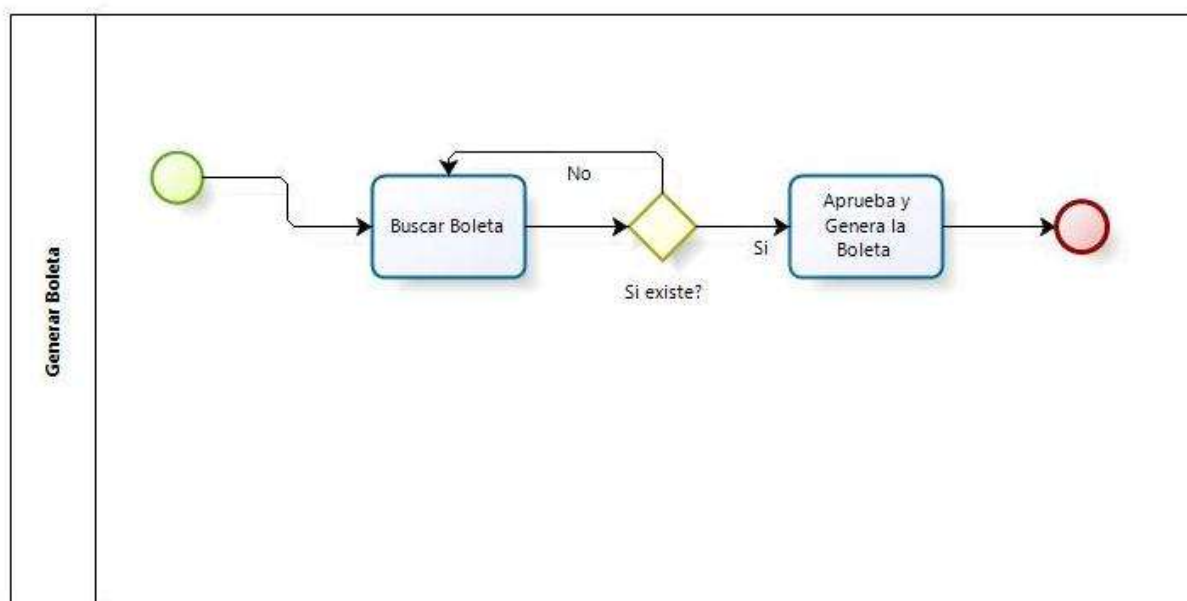 Generar Boleta
No
Buscar Boleta
Si existe?
Si
Aprueba y
Genera la
Boleta